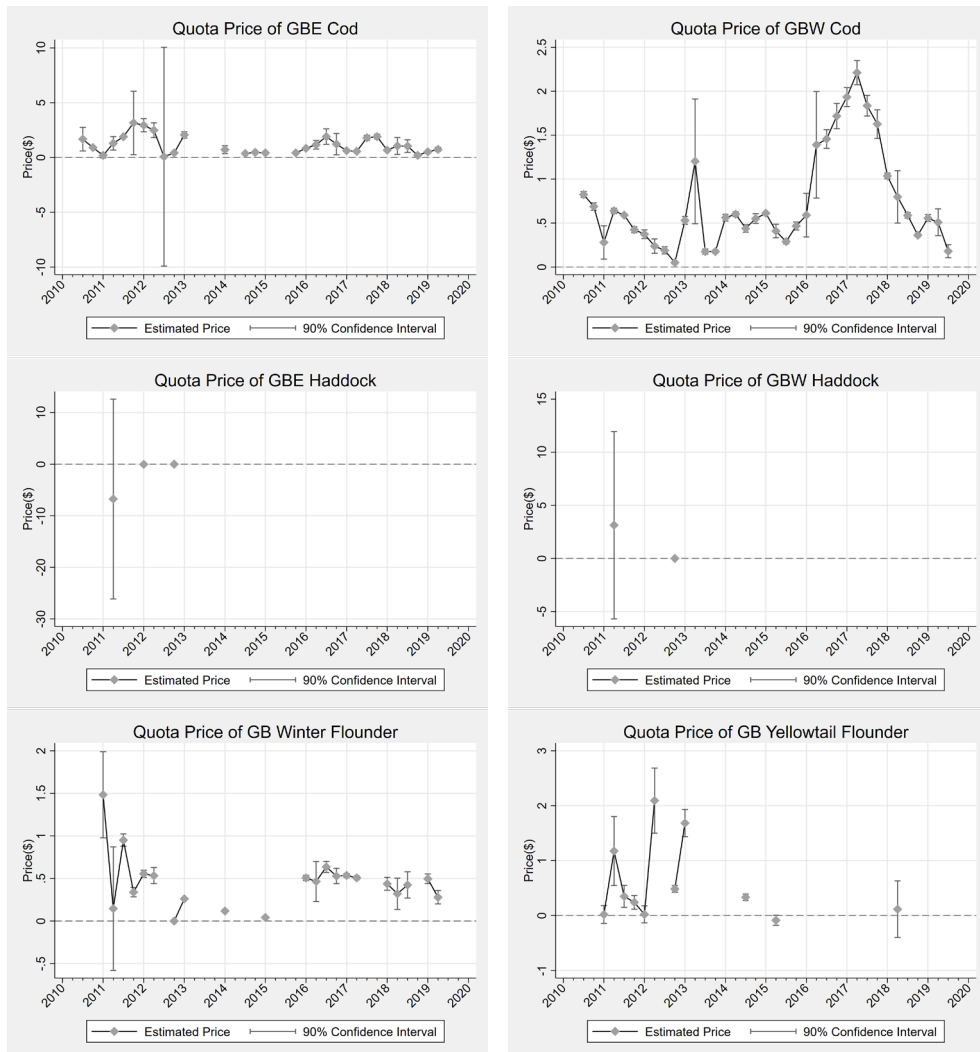 Quota Price of GBE Cod
Price($)
10
5
0
-5
-10
2010 2011 2012 2013 2014 2015 2016 2017 2018 2019 2020
Estimated Price 90% Confidence Interval
Quota Price of GBW Cod
Price($)
2.5
2
1.5
1
.5
0
2010 2011 2012 2013 2014 2015 2016 2017 2018 2019 2020
Estimated Price 90% Confidence Interval
Quota Price of GBE Haddock
Price($)
10
0
-10
-20
-30
2010 2011 2012 2013 2014 2015 2016 2017 2018 2019 2020
Estimated Price 90% Confidence Interval
Quota Price of GBW Haddock
Price($)
15
10
5
0
-5
2010 2011 2012 2013 2014 2015 2016 2017 2018 2019 2020
Estimated Price 90% Confidence Interval
Quota Price of GB Winter Flounder
Price($)
2
1.5
1
.5
0
-.5
2010 2011 2012 2013 2014 2015 2016 2017 2018 2019 2020
Estimated Price 90% Confidence Interval
Quota Price of GB Yellowtail Flounder
Price($)
3
2
1
0
-1
2010 2011 2012 2013 2014 2015 2016 2017 2018 2019 2020
Estimated Price 90% Confidence Interval